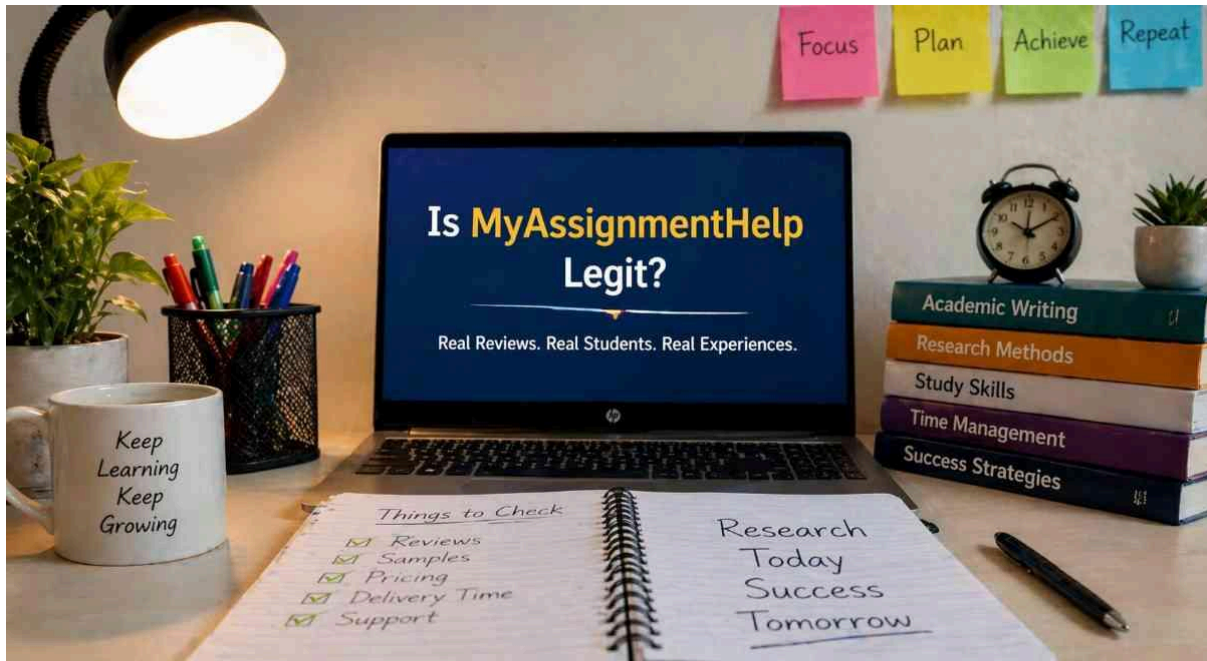 Focus
Plan
Achieve
Repeat
Is MyAssignmentHelp
Legit?
Real Reviews. Real Students. Real Experiences.
hp
Academic Writing
Research Methods
Study Skills
Time Management
Success Strategies
Keep
Learning
Keep
Growing
Things to Check
Reviews
Samples
Pricing
Delivery Time
Support
Research
Today
Success
Tomorrow